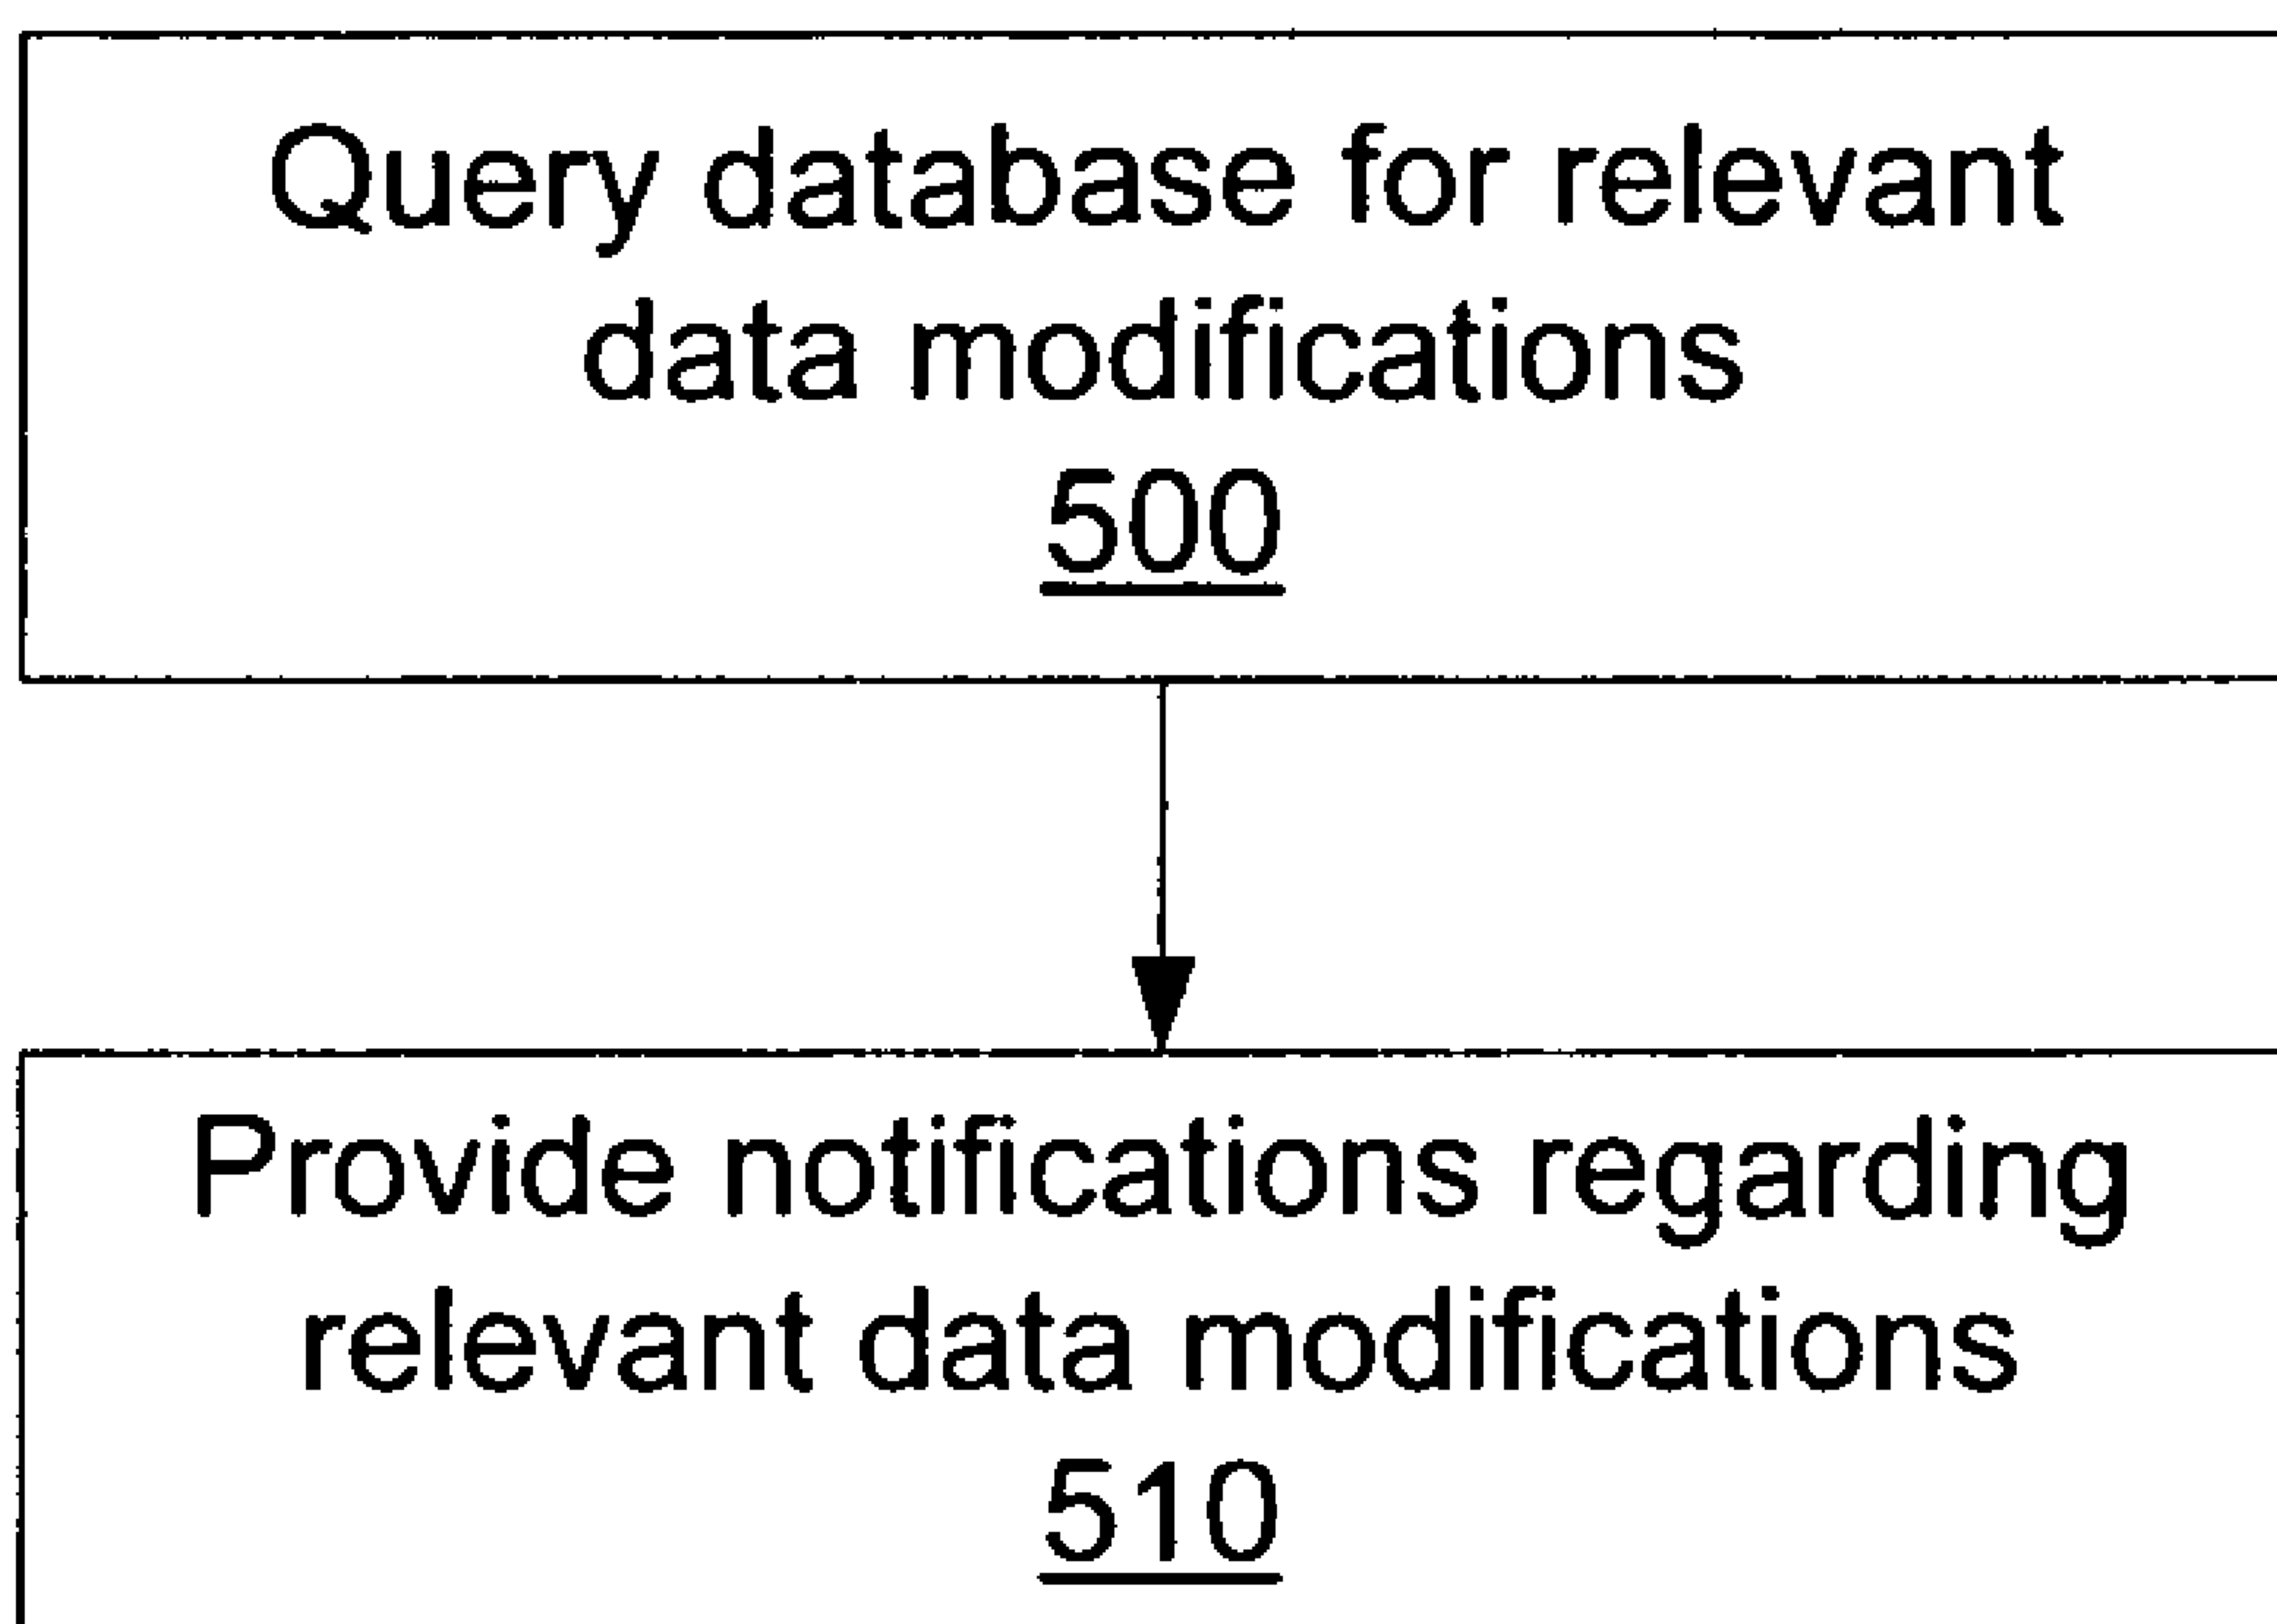 Query database for relevant
data modifications
500
Provide notifications regarding
relevant data modifications
510